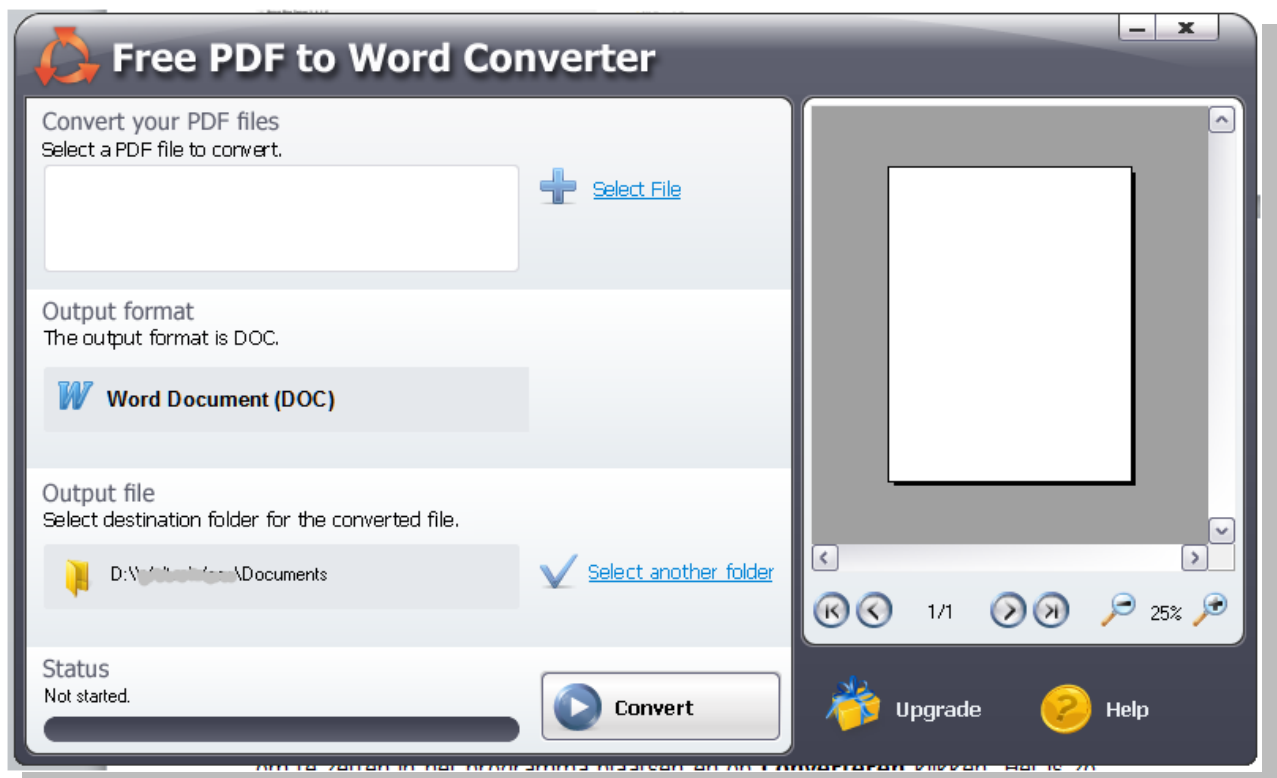 Free PDF to Word Converter
Convert your PDF files
Select a PDF file to convert.
Select File
Output format
The output format is DOC.
W Word Document (DOC)
Output file
Select destination folder for the converted file.
D:\ \Documents
Select another folder
Status
Not started.
Convert
1/1
25%
Upgrade
? Help